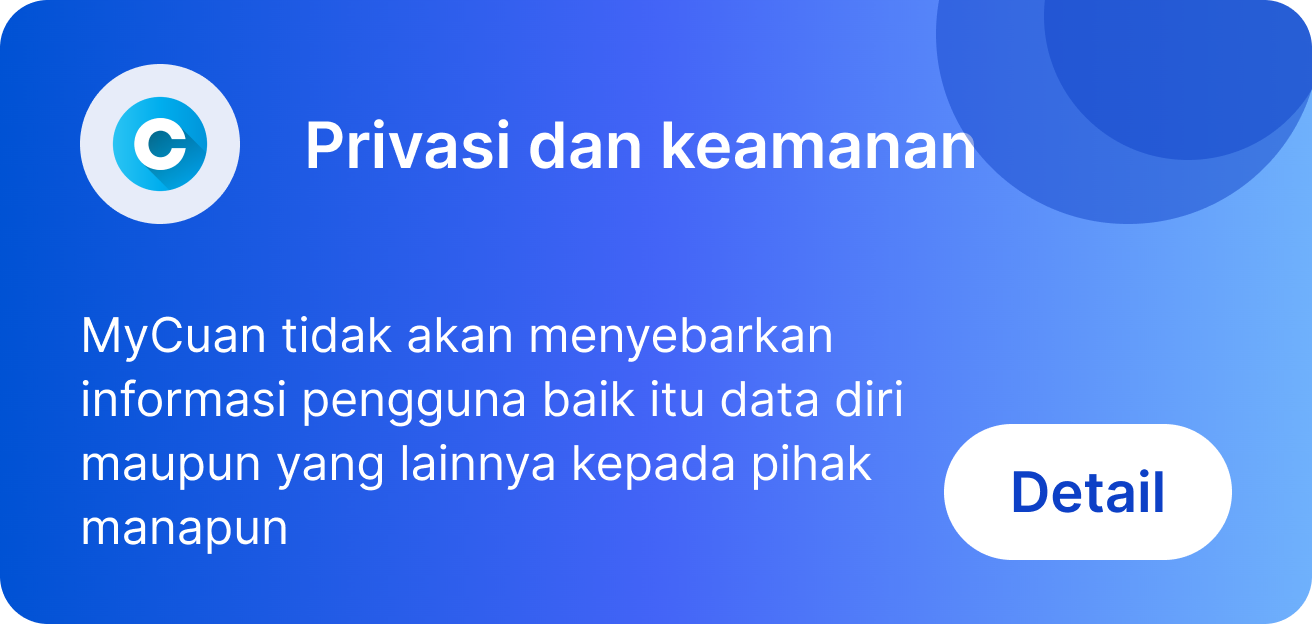 C
Privasi dan keamanan
MyCuan tidak akan menyebarkan
informasi pengguna baik itu data diri
maupun yang lainnya kepada pihak
manapun
Detail